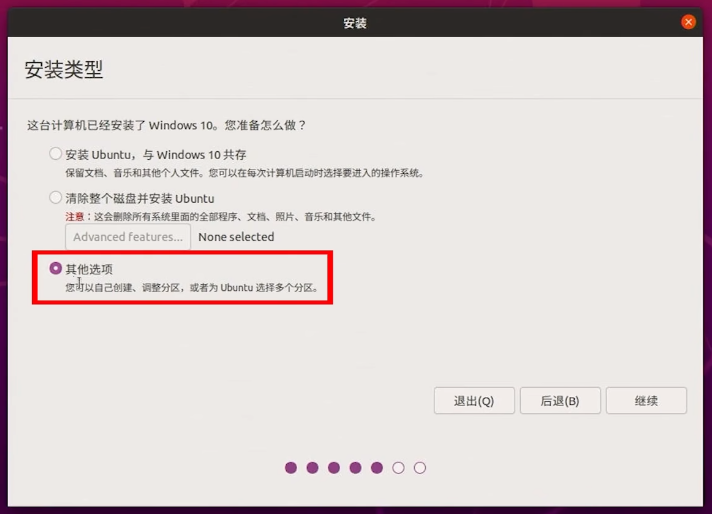 安装
安装类型
这台计算机已经安装了 Windows 10。您准备怎么做？
安装 Ubuntu，与 Windows 10 共存
保留文档、音乐和其他个人文件。您可以在每次计算机启动时选择要进入的操作系统。
清除整个磁盘并安装 Ubuntu
注意：这会删除所有系统里面的全部程序、文档、照片、音乐和其他文件。
Advanced features... None selected
其他选项
您可以自己创建、调整分区，或者为 Ubuntu 选择多个分区。
退出(Q) 后退(B) 继续